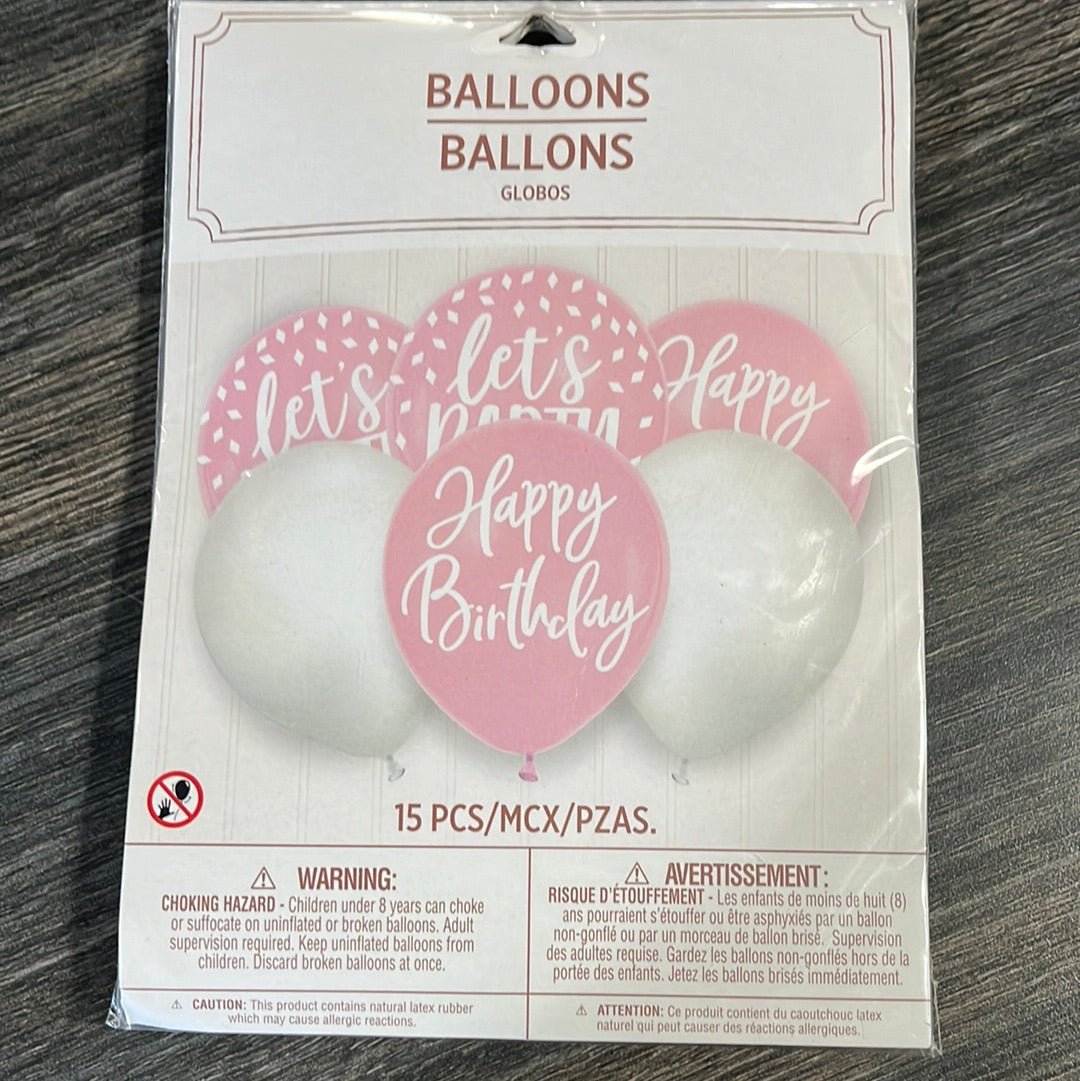 BALLOONS
BALLONS
GLOBOS
let's
let's
PARTY
Happy
Happy
Birthday
15 PCS/MCX/PZAS.
⚠ WARNING:
CHOKING HAZARD - Children under 8 years can choke
or suffocate on uninflated or broken balloons. Adult
supervision required. Keep uninflated balloons from
children. Discard broken balloons at once.
⚠ CAUTION: This product contains natural latex rubber
which may cause allergic reactions.
⚠ AVERTISSEMENT:
RISQUE D'ÉTOUFFEMENT - Les enfants de moins de huit (8)
ans pourraient s'étouffer ou être asphyxiés par un ballon
non-gonflé ou par un morceau de ballon brisé. Supervision
des adultes requise. Gardez les ballons non-gonflés hors de la
portée des enfants. Jetez les ballons brisés immédiatement.
⚠ ATTENTION: Ce produit contient du caoutchouc latex
naturel qui peut causer des réactions allergiques.